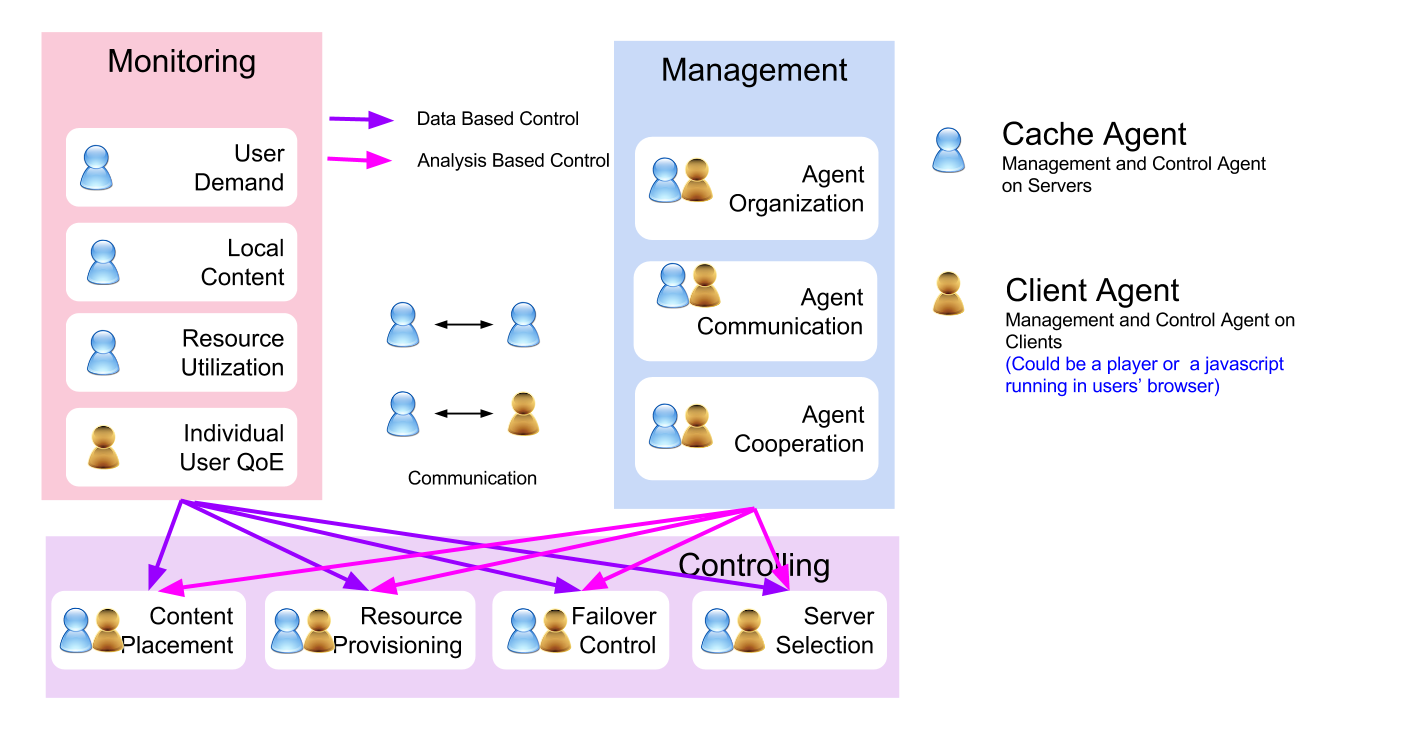 Monitoring
User
Demand
Local
Content
Resource
Utilization
Individual
User QoE
Data Based Control
Analysis Based Control
Communication
Management
Agent
Organization
Agent
Communication
Agent
Cooperation
Cache Agent
Management and Control Agent
on Servers
Client Agent
Management and Control Agent on
Clients
(Could be a player or  a javascript
running in users’ browser)
Controlling
Content
Placement
Resource
Provisioning
Failover
Control
Server
Selection